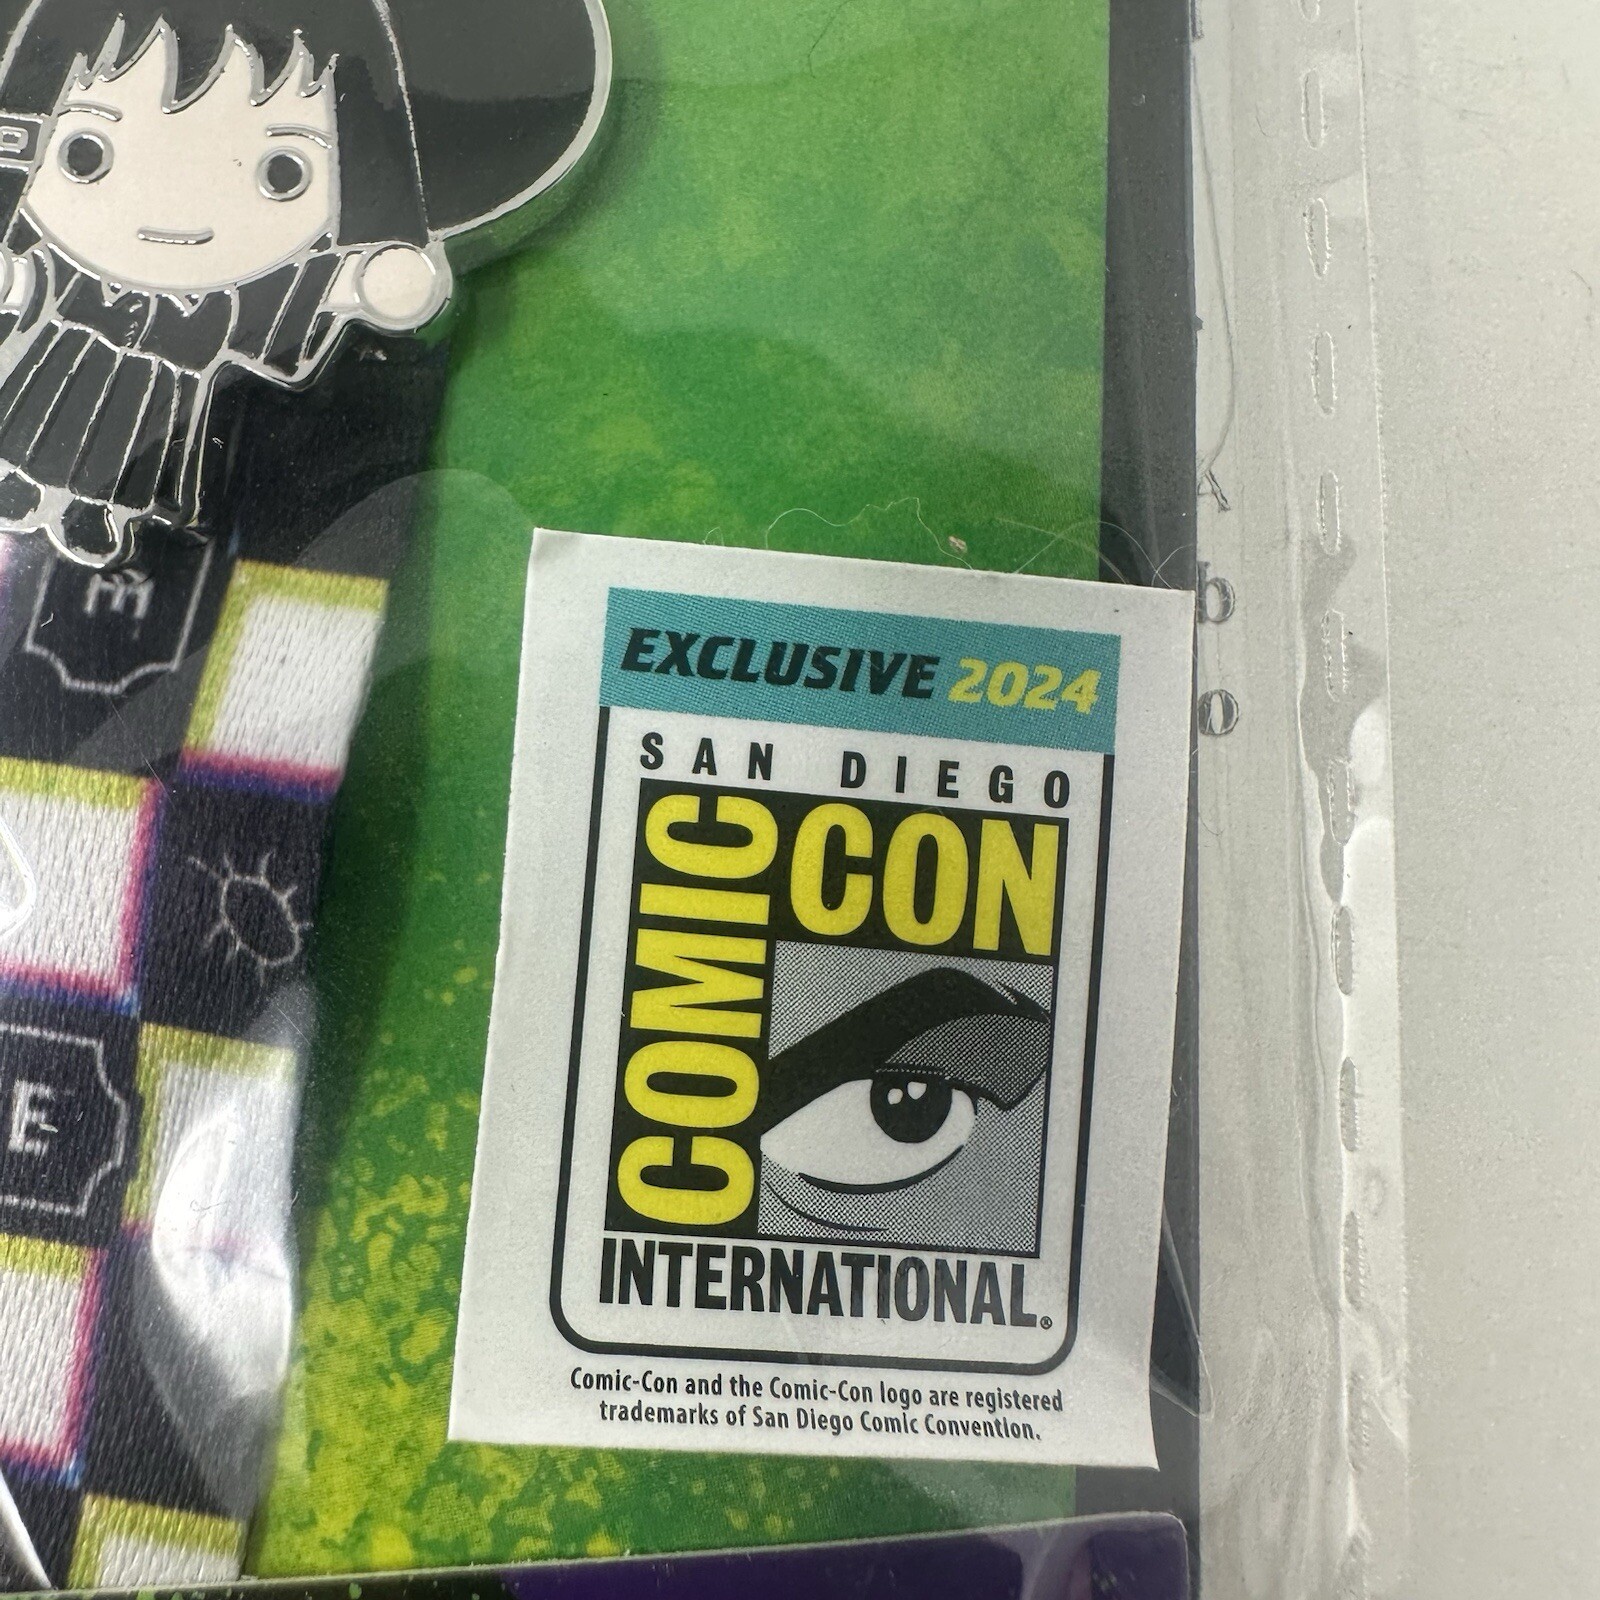 EXCLUSIVE 2024
SAN DIEGO
COMIC CON
INTERNATIONAL®
Comic-Con and the Comic-Con logo are registered
trademarks of San Diego Comic Convention.
E
b
o